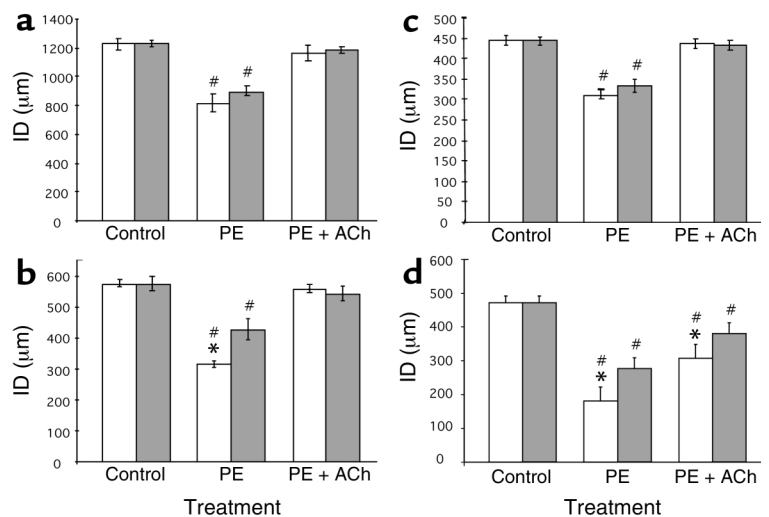 a
ID (μm)
1400
1200
1000
800
600
400
200
0
#
#
Control
PE
PE + ACh
c
ID (μm)
500
450
400
350
300
250
200
150
100
50
0
#
#
Control
PE
PE + ACh
b
ID (μm)
600
500
400
300
600
100
0
#
*
#
Control
PE
PE + ACh
Treatment
d
ID (μm)
600
500
400
300
200
100
0
#
*
#
#
*
#
Control
PE
PE + ACh
Treatment